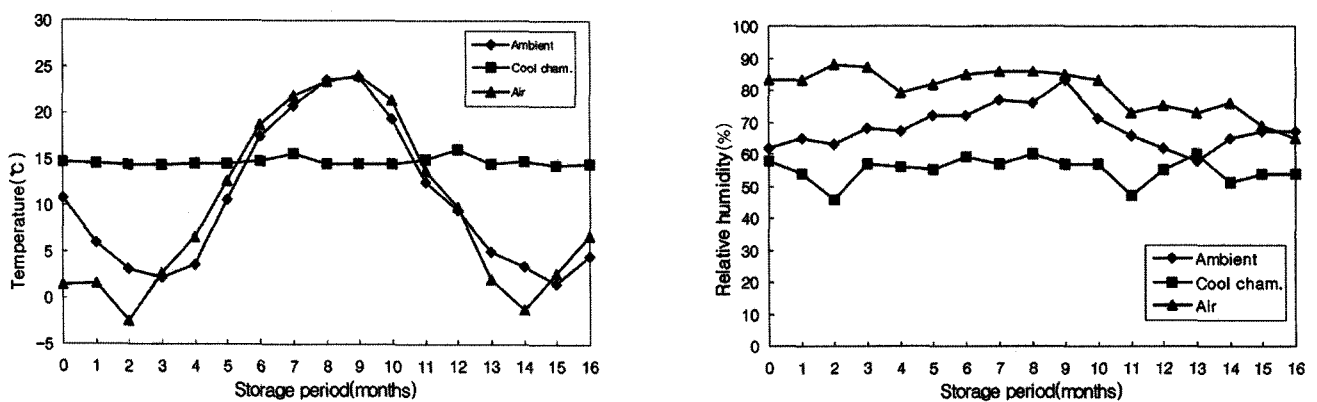 30
25
20
15
10
5
0
-5
Temperature(℃)
0 1 2 3 4 5 6 7 8 9 10 11 12 13 14 15 16
Storage period(months)
Ambient
Cool cham.
Air
100
90
80
70
60
50
40
30
20
10
0
Relative humidity(%)
0 1 2 3 4 5 6 7 8 9 10 11 12 13 14 15 16
Storage period(months)
Ambient
Cool cham.
Air